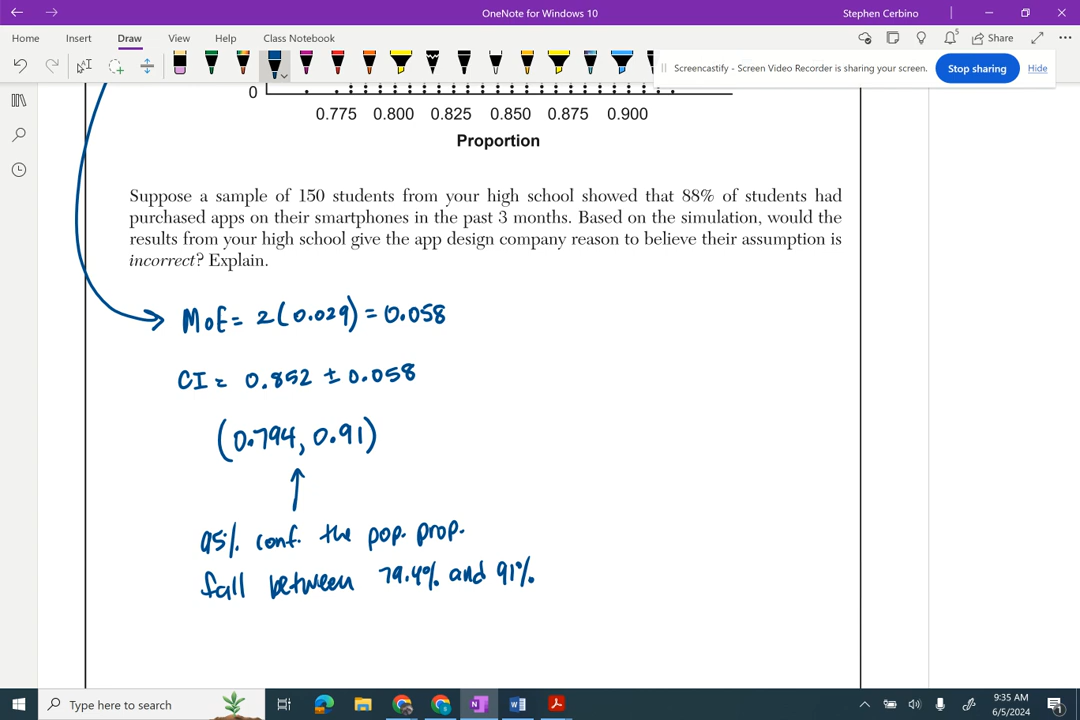 OneNote for Windows 10
Stephen Cerbino
Home Insert Draw View Help Class Notebook
Share
Screencastify - Screen Video Recorder is sharing your screen.
Stop sharing
Hide
0
0.775 0.800 0.825 0.850 0.875 0.900
Proportion
Suppose a sample of 150 students from your high school showed that 88% of students had
purchased apps on their smartphones in the past 3 months. Based on the simulation, would the
results from your high school give the app design company reason to believe their assumption is
incorrect? Explain.
MoE = 2(0.029) = 0.058
CI = 0.852 ± 0.058
(0.794, 0.91)
95% conf. the pop. prop.
fall between 79.4% and 91%.
Type here to search
9:35 AM
6/5/2024